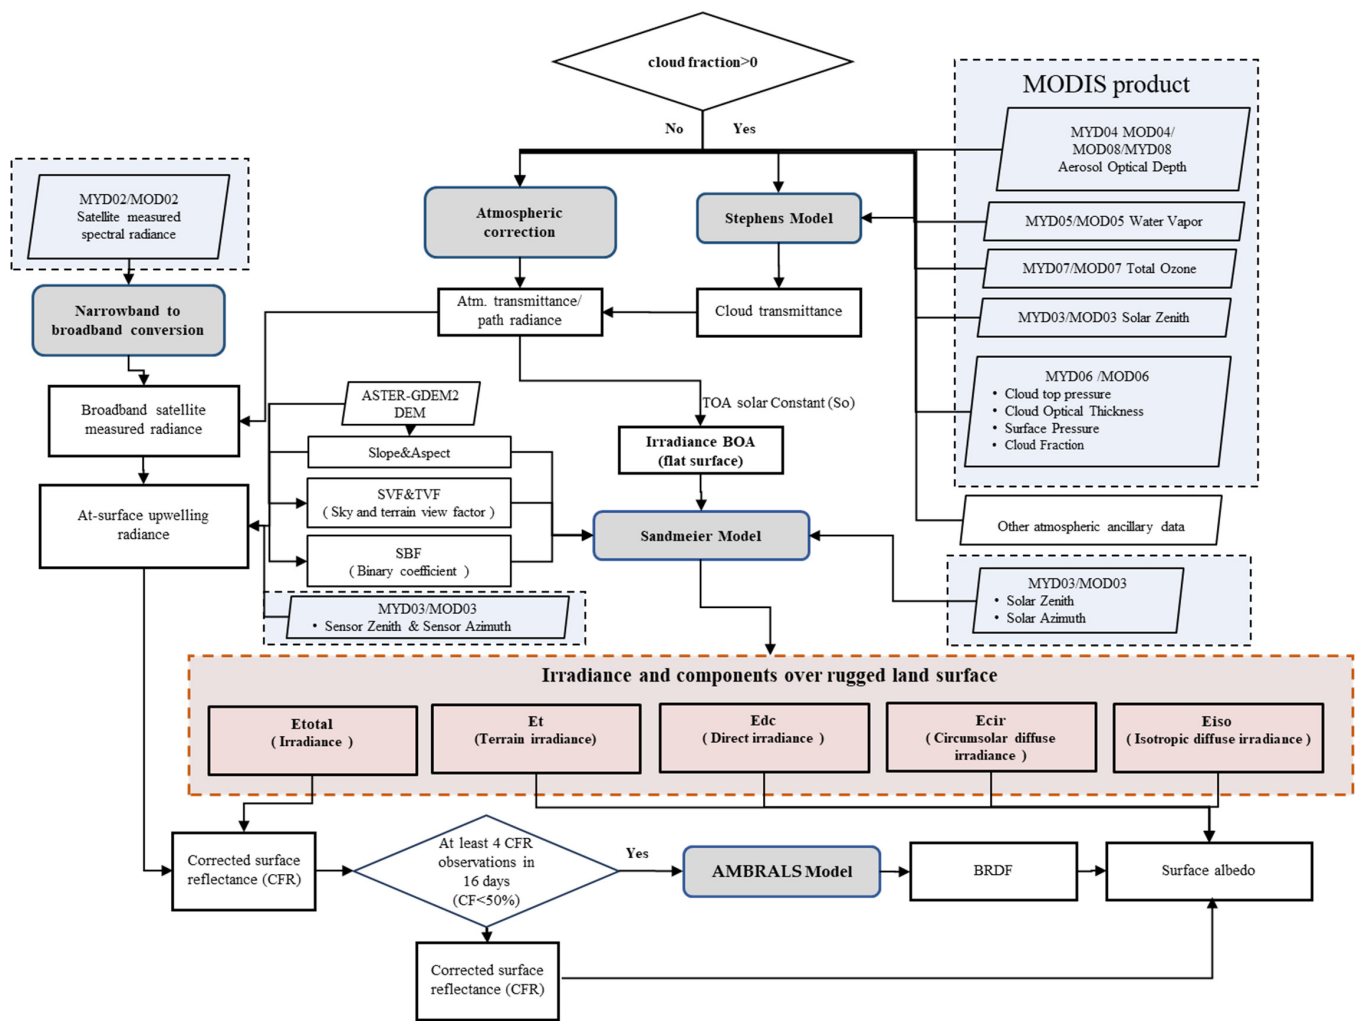 cloud fraction>0
No
Yes
MODIS product
MYD04 MOD04/
MOD08/MYD08
Aerosol Optical Depth
MYD05/MOD05 Water Vapor
MYD07/MOD07 Total Ozone
MYD03/MOD03 Solar Zenith
MYD06 /MOD06
• Cloud top pressure
• Cloud Optical Thickness
• Surface Pressure
• Cloud Fraction
Other atmospheric ancillary data
MYD03/MOD03
• Solar Zenith
• Solar Azimuth
MYD02/MOD02
Satellite measured
spectral radiance
Narrowband to
broadband conversion
Broadband satellite
measured radiance
At-surface upwelling
radiance
Atmospheric
correction
Stephens Model
Atm. transmittance/
path radiance
Cloud transmittance
ASTER-GDEM2
DEM
Slope&Aspect
SVF&TVF
( Sky and terrain view factor )
SBF
( Binary coefficient )
MYD03/MOD03
• Sensor Zenith & Sensor Azimuth
TOA solar Constant (So)
Irradiance BOA
(flat surface)
Sandmeier Model
Irradiance and components over rugged land surface
Etotal
( Irradiance )
Et
(Terrain irradiance)
Edc
( Direct irradiance )
Ecir
( Circumsolar diffuse
irradiance )
Eiso
( Isotropic diffuse irradiance )
Corrected surface
reflectance (CFR)
At least 4 CFR
observations in
16 days
(CF<50%)
Yes
AMBRALS Model
BRDF
Surface albedo
Corrected surface
reflectance (CFR)